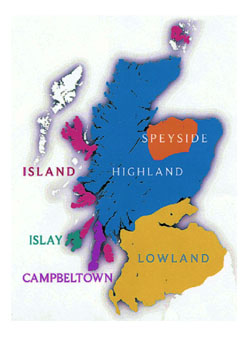 SPEYSIDE
ISLAND
HIGHLAND
ISLAY
LOWLAND
CAMPBELTOWN